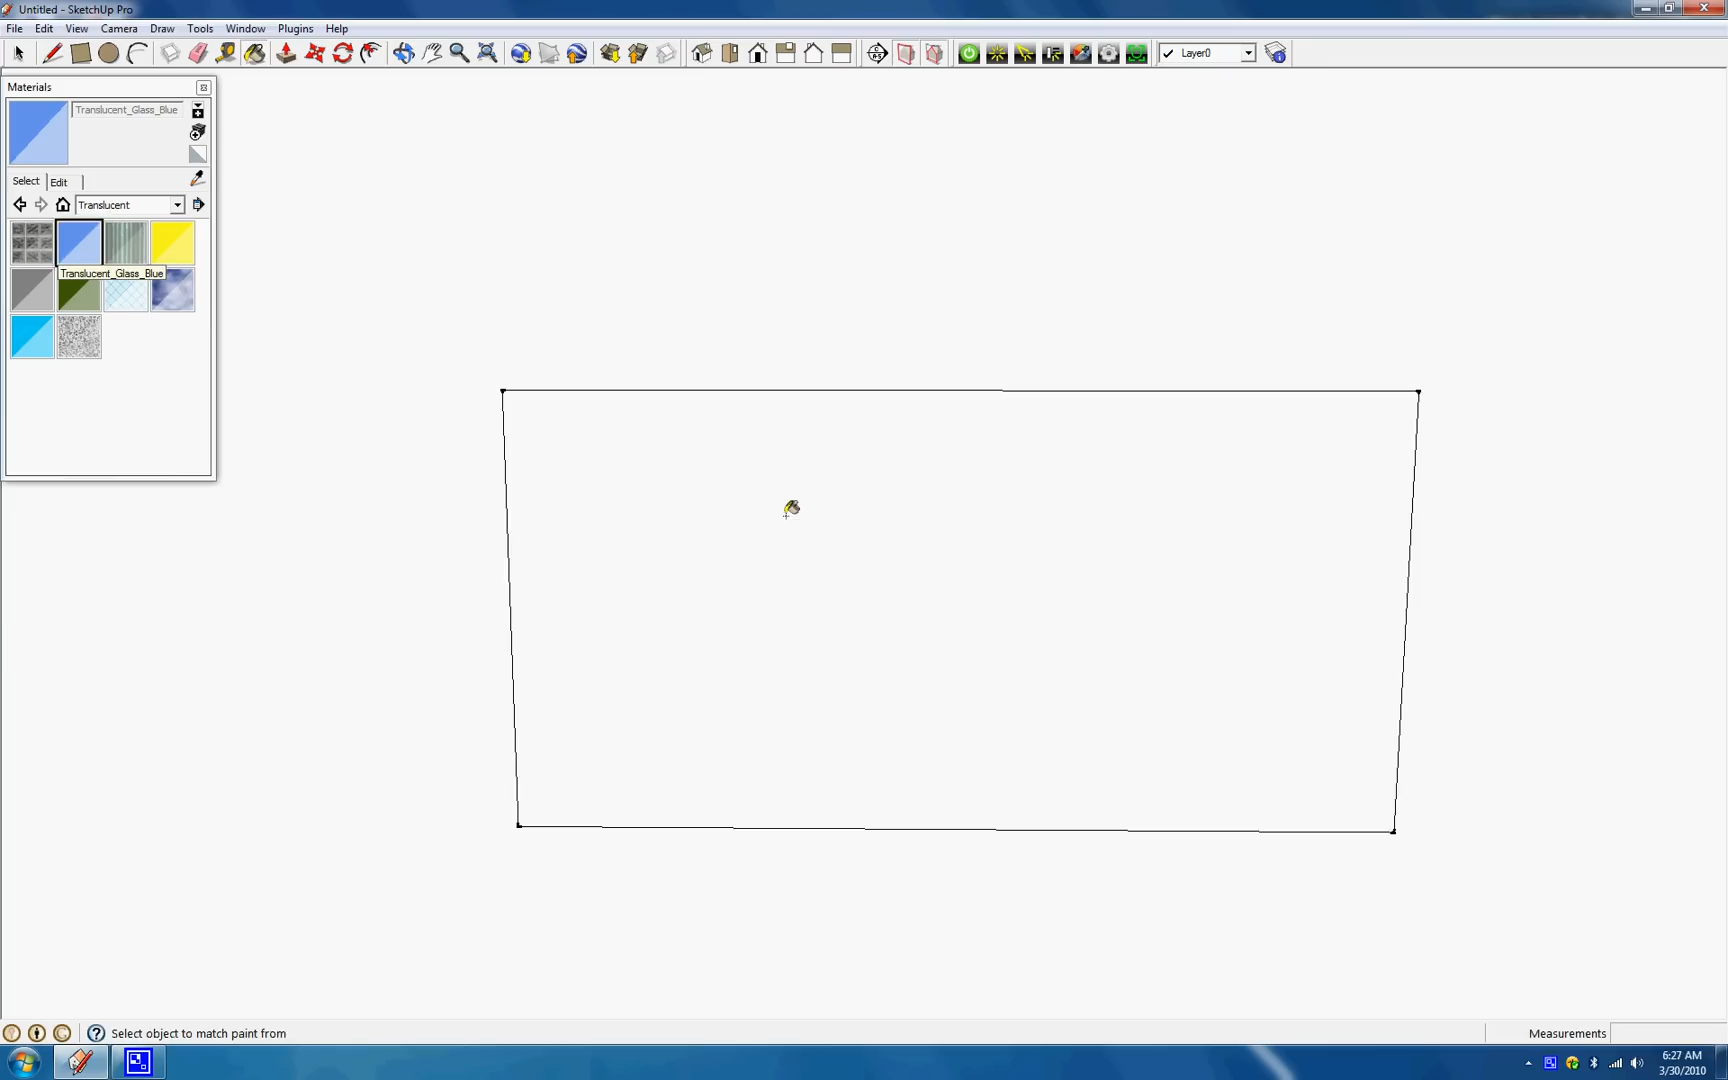 Untitled - SketchUp Pro
File Edit View Camera Draw Tools Window Plugins Help
Layer0
Materials
Translucent_Glass_Blue
Select Edit
Translucent
Translucent_Glass_Blue
Select object to match paint from
Measurements
6:27 AM
3/30/2010